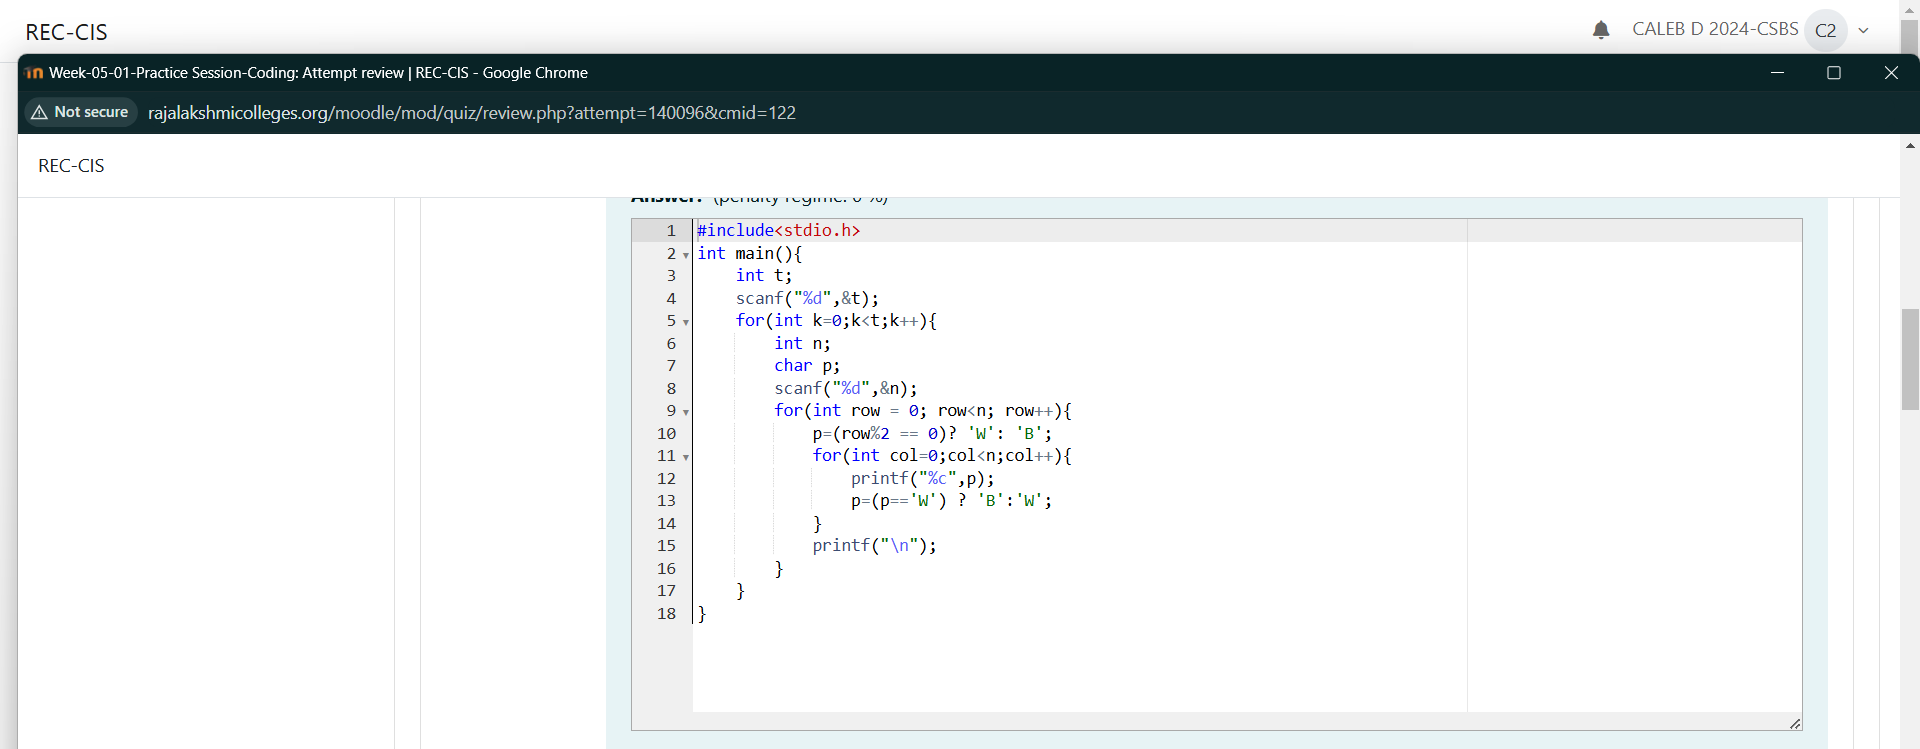 REC-CIS
CALEB D 2024-CSBS C2
Week-05-01-Practice Session-Coding: Attempt review | REC-CIS - Google Chrome
Not secure rajalakshmicolleges.org/moodle/mod/quiz/review.php?attempt=140096&cmid=122
REC-CIS
Answer: (penalty regime: 0 %)
1 #include<stdio.h>
2 int main(){
3 int t;
4 scanf("%d",&t);
5 for(int k=0;k<t;k++){
6 int n;
7 char p;
8 scanf("%d",&n);
9 for(int row = 0; row<n; row++){
10 p=(row%2 == 0)? 'W': 'B';
11 for(int col=0;col<n;col++){
12 printf("%c",p);
13 p=(p=='W') ? 'B':'W';
14 }
15 printf("\n");
16 }
17 }
18 }